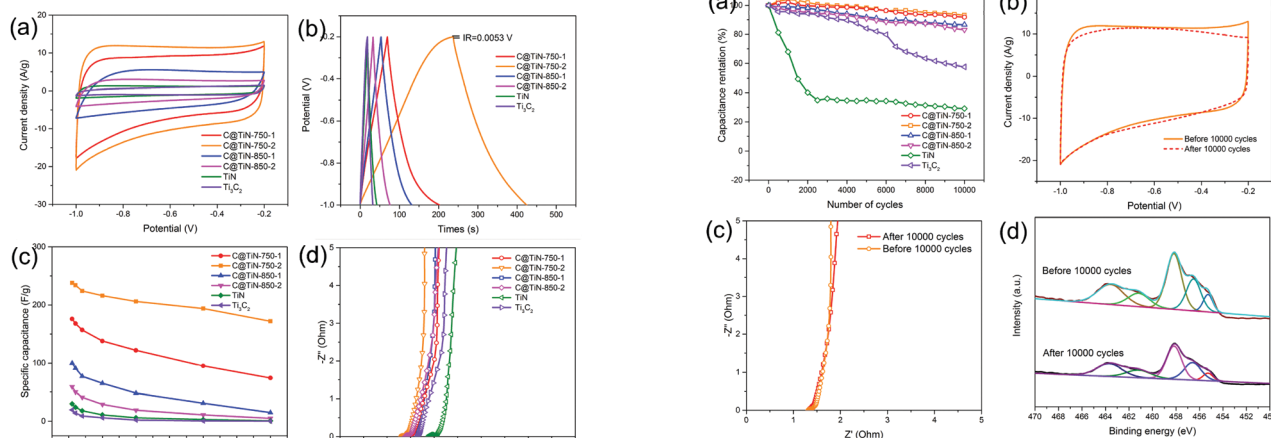 (a)
Current density (A/g)
30
20
10
0
-10
-20
30
C@TiN-750-1
C@TiN-750-2
C@TiN-850-1
C@TiN-850-2
TiN
Ti₃C₂
-1.0
-0.8
-0.6
-0.4
-0.2
Potential (V)
(b)
Potential (V)
0.0
-0.2
-0.4
-0.6
-0.8
-1.0
IR=0.0053 V
C@TiN-750-1
C@TiN-750-2
C@TiN-850-1
C@TiN-850-2
TiN
Ti₃C₂
0
100
200
300
400
500
Times (s)
(c)
Specific capacitance (F/g)
300
200
100
0
C@TiN-750-1
C@TiN-750-2
C@TiN-850-1
C@TiN-850-2
TiN
Ti₃C₂
(d)
-Z'' (Ohm)
5
4
3
2
1
0
C@TiN-750-1
C@TiN-750-2
C@TiN-850-1
C@TiN-850-2
TiN
Ti₃C₂
(a)
Capacitance rentation (%)
100
80
60
40
20
0
-20
C@TiN-750-1
C@TiN-750-2
C@TiN-850-1
C@TiN-850-2
TiN
Ti₃C₂
0
2000
4000
6000
8000
10000
Number of cycles
(b)
Current density (A/g)
10
0
-10
-20
Before 10000 cycles
After 10000 cycles
-1.0
-0.8
-0.6
-0.4
-0.2
Potential (V)
(c)
-Z'' (Ohm)
5
4
3
2
1
0
After 10000 cycles
Before 10000 cycles
0
1
2
3
4
5
Z' (Ohm)
(d)
Intensity (a.u.)
Before 10000 cycles
After 10000 cycles
470
468
466
464
462
460
458
456
454
452
Binding energy (eV)